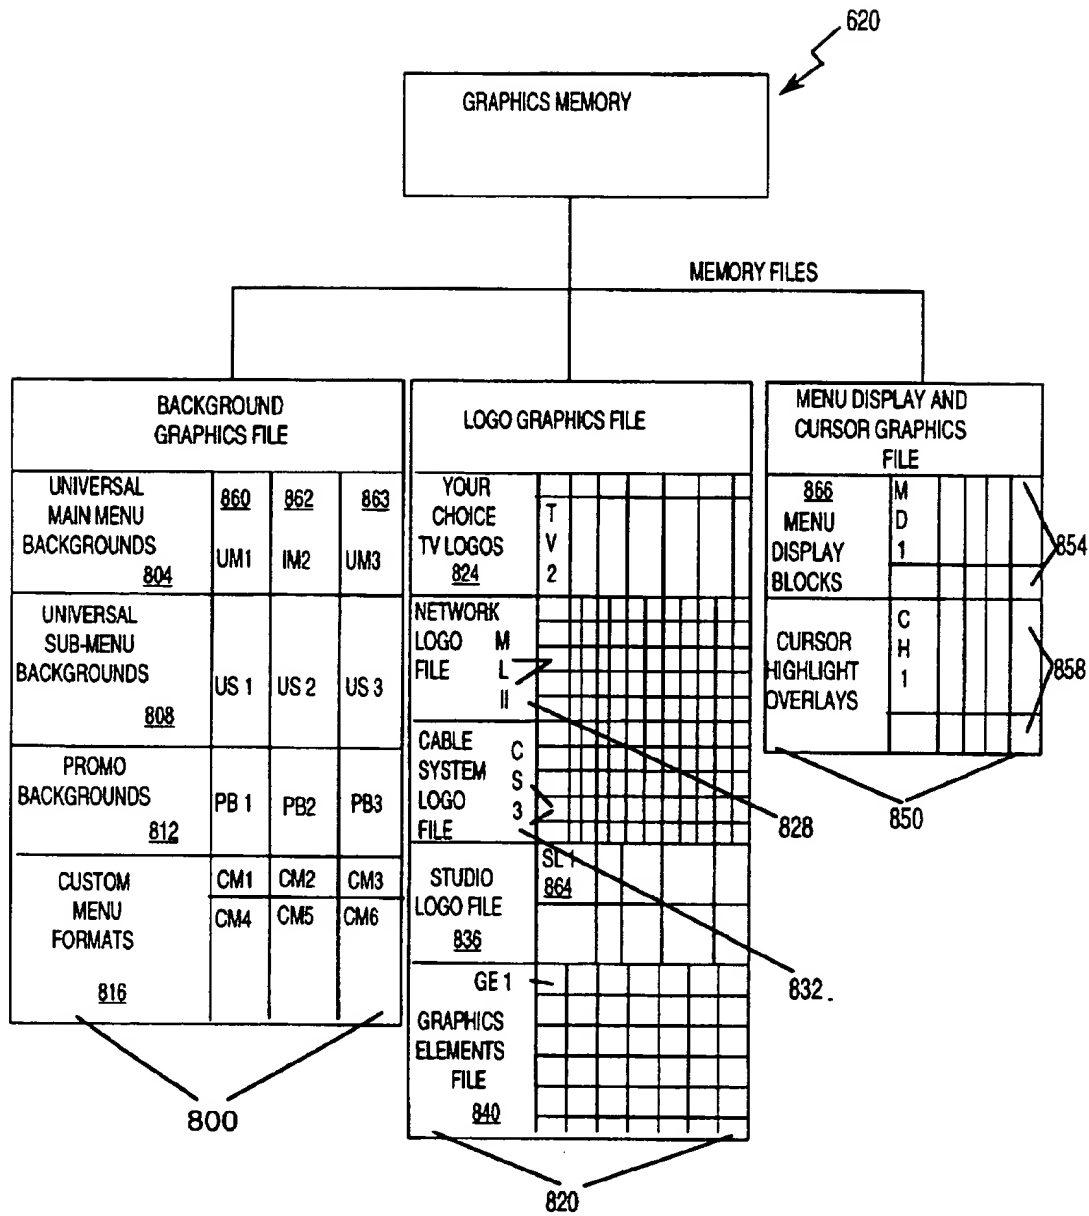 620
GRAPHICS MEMORY
MEMORY FILES
BACKGROUND
GRAPHICS FILE
UNIVERSAL
MAIN MENU
BACKGROUNDS
804
860 862 863
UM1 IM2 UM3
UNIVERSAL
SUB-MENU
BACKGROUNDS
808
US 1 US 2 US 3
PROMO
BACKGROUNDS
812
PB 1 PB2 PB3
CUSTOM
MENU
FORMATS
816
CM1 CM2 CM3
CM4 CM5 CM6
800
LOGO GRAPHICS FILE
YOUR
CHOICE
TV LOGOS
824
T
V
2
NETWORK
LOGO
FILE
M
L
II
CABLE
SYSTEM
LOGO
FILE
C
S
3
STUDIO
LOGO FILE
836
SL 1
864
GE 1
GRAPHICS
ELEMENTS
FILE
840
820
MENU DISPLAY AND
CURSOR GRAPHICS
FILE
866
MENU
DISPLAY
BLOCKS
M
D
1
854
CURSOR
HIGHLIGHT
OVERLAYS
C
H
1
858
850
828
832